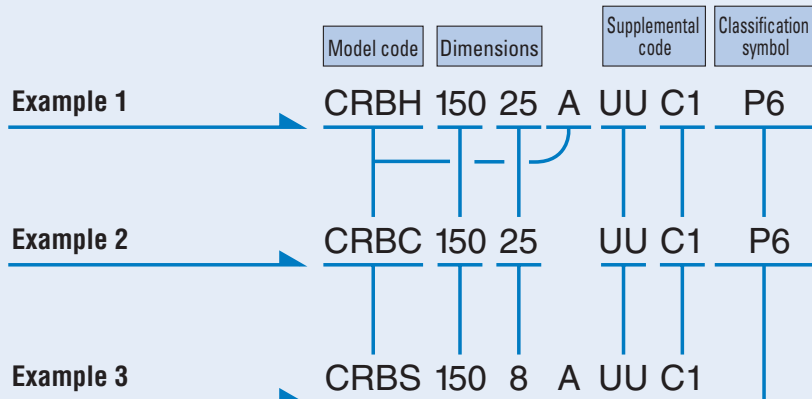 Model code Dimensions Supplemental code Classification symbol
Example 1 CRBH 150 25 A UU C1 P6
Example 2 CRBC 150 25 UU C1 P6
Example 3 CRBS 150 8 A UU C1